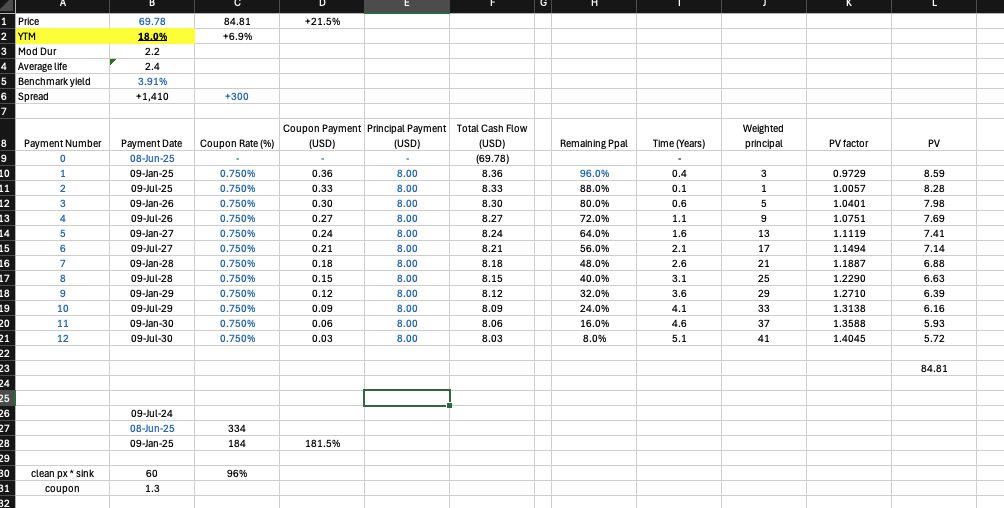 A B C D E F G H I J K L
1 Price 69.78 84.81 +21.5%
2 YTM 18.0% +6.9%
3 Mod Dur 2.2
4 Average life 2.4
5 Benchmark yield 3.91%
6 Spread +1,410 +300
7
Coupon Payment Principal Payment Total Cash Flow Weighted
8 Payment Number Payment Date Coupon Rate (%) (USD) (USD) (USD) Remaining Ppal Time (Years) principal PV factor PV
9 0 08-Jun-25 - - - (69.78) -
10 1 09-Jan-25 0.750% 0.36 8.00 8.36 96.0% 0.4 3 0.9729 8.59
11 2 09-Jul-25 0.750% 0.33 8.00 8.33 88.0% 0.1 1 1.0057 8.28
12 3 09-Jan-26 0.750% 0.30 8.00 8.30 80.0% 0.6 5 1.0401 7.98
13 4 09-Jul-26 0.750% 0.27 8.00 8.27 72.0% 1.1 9 1.0751 7.69
14 5 09-Jan-27 0.750% 0.24 8.00 8.24 64.0% 1.6 13 1.1119 7.41
15 6 09-Jul-27 0.750% 0.21 8.00 8.21 56.0% 2.1 17 1.1494 7.14
16 7 09-Jan-28 0.750% 0.18 8.00 8.18 48.0% 2.6 21 1.1887 6.88
17 8 09-Jul-28 0.750% 0.15 8.00 8.15 40.0% 3.1 25 1.2290 6.63
18 9 09-Jan-29 0.750% 0.12 8.00 8.12 32.0% 3.6 29 1.2710 6.39
19 10 09-Jul-29 0.750% 0.09 8.00 8.09 24.0% 4.1 33 1.3138 6.16
20 11 09-Jan-30 0.750% 0.06 8.00 8.06 16.0% 4.6 37 1.3588 5.93
21 12 09-Jul-30 0.750% 0.03 8.00 8.03 8.0% 5.1 41 1.4045 5.72
22
23 84.81
24
25
26 09-Jul-24
27 08-Jun-25 334
28 09-Jan-25 184 181.5%
29
30 clean px * sink 60 96%
31 coupon 1.3
32